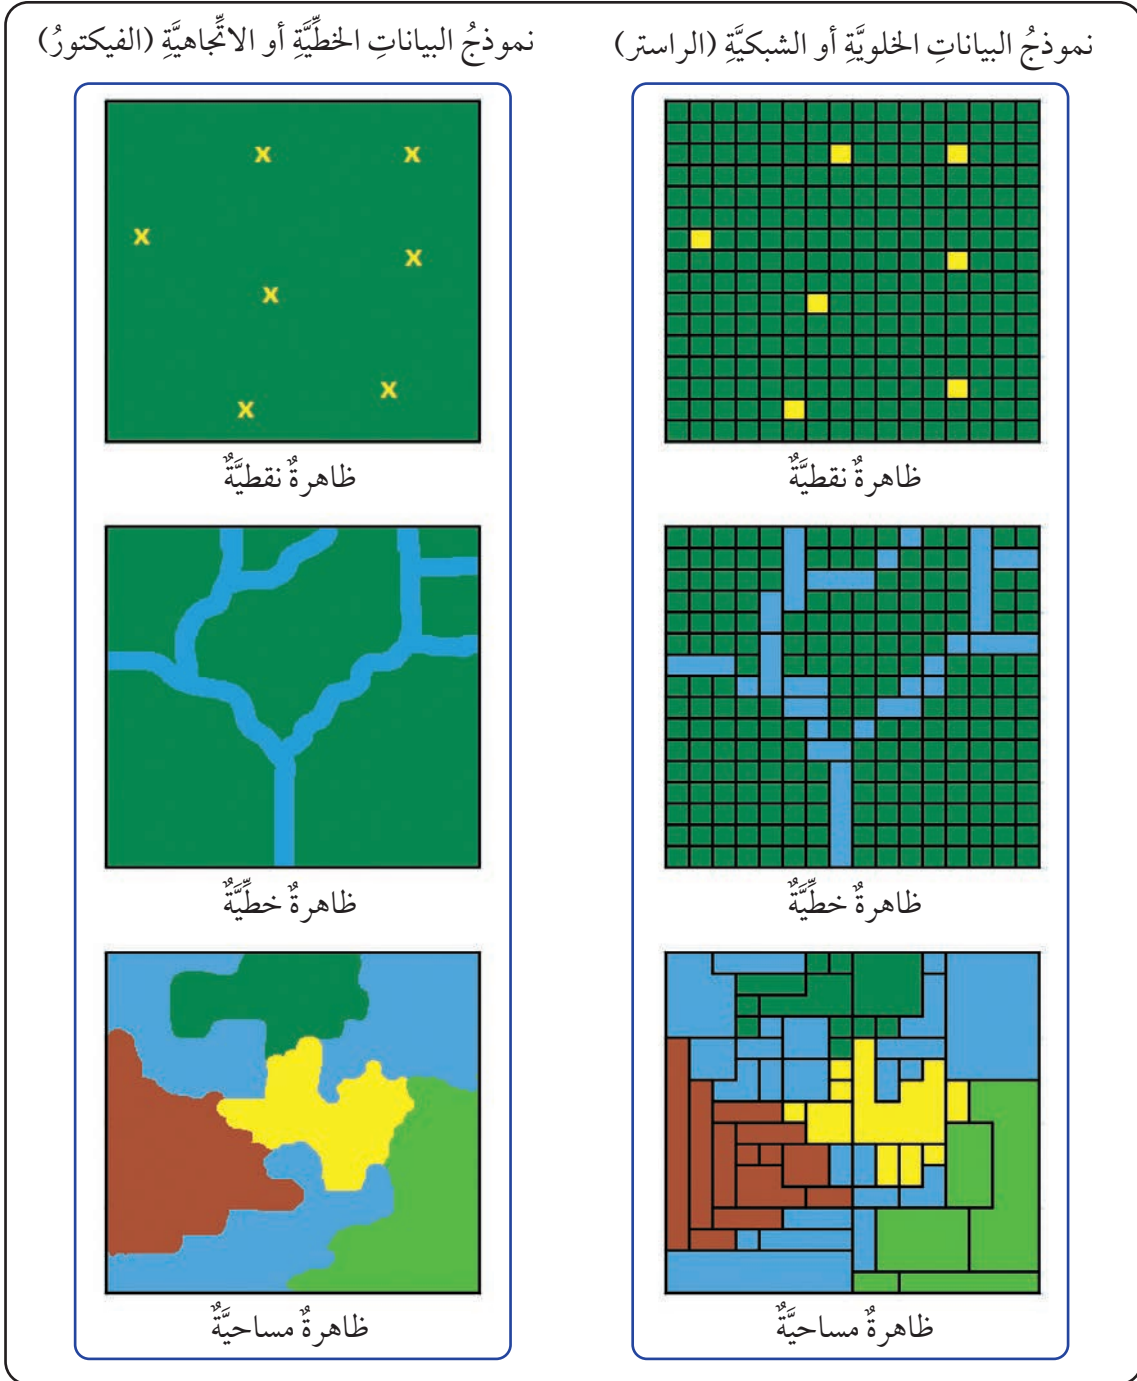 نموذجُ البياناتِ الخلويَّةِ أو الشبكيَّةِ (الراستر)
نموذجُ البياناتِ الخطِّيَّةِ أو الاتِّجاهيَّةِ (الفيكتورُ)
x x
x
x
x
x
x
ظاهرةٌ نقطيَّةٌ
ظاهرةٌ نقطيَّةٌ
ظاهرةٌ خطِّيَّةٌ
ظاهرةٌ خطِّيَّةٌ
ظاهرةٌ مساحيَّةٌ
ظاهرةٌ مساحيَّةٌ